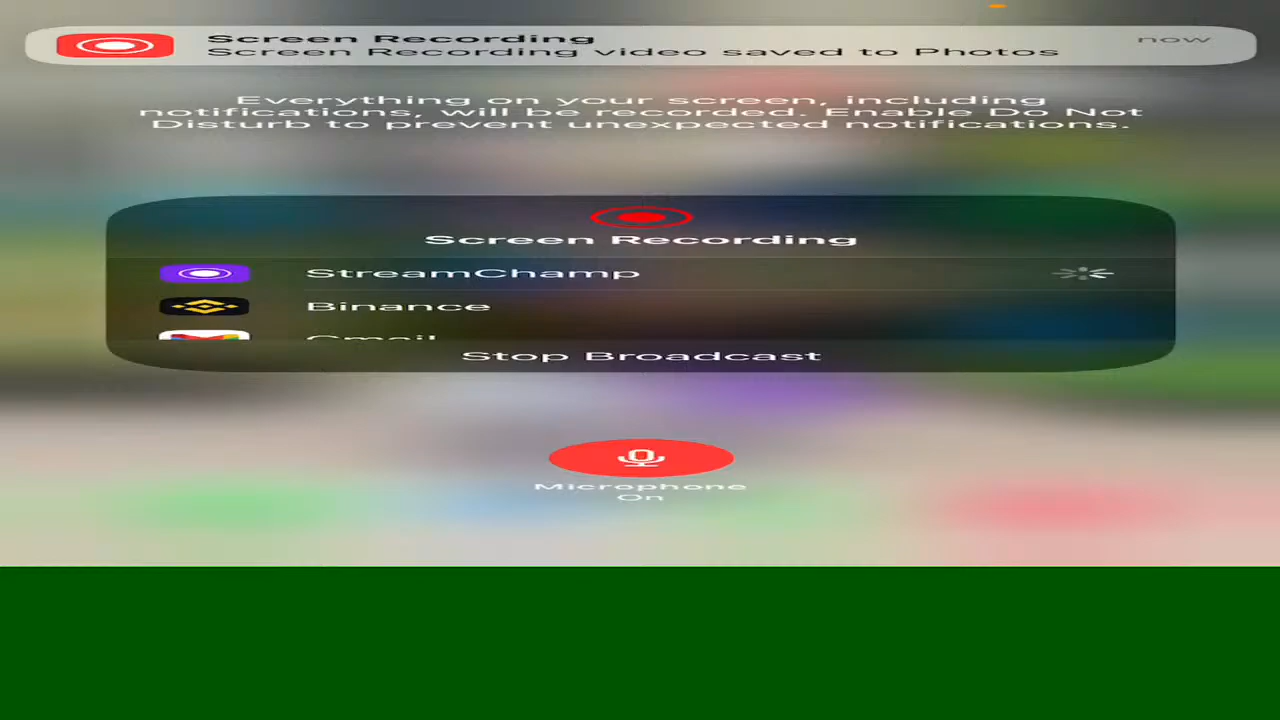 Screen Recording
now
Screen Recording video saved to Photos
Everything on your screen, including
notifications, will be recorded. Enable Do Not
Disturb to prevent unexpected notifications.
Screen Recording
StreamChamp
Binance
Gmail
Stop Broadcast
Microphone
On